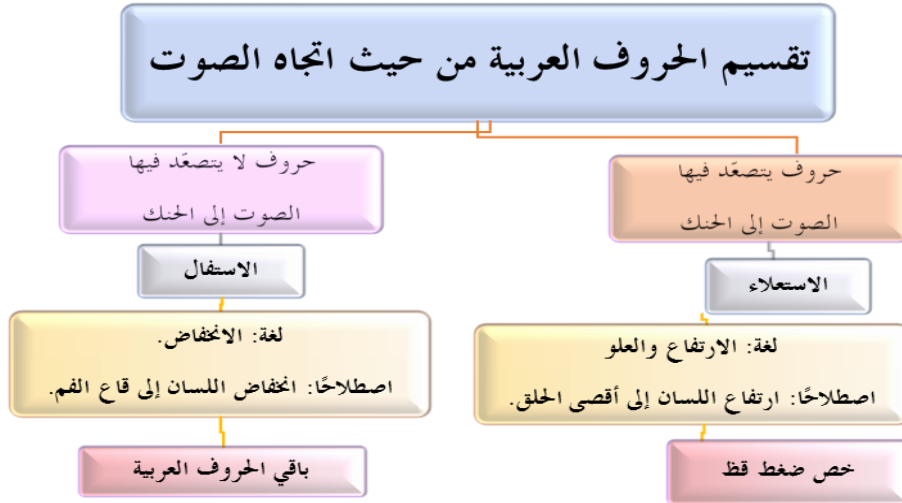 تقسيم الحروف العربية من حيث اتجاه الصوت
حروف يتصعّد فيها
الصوت إلى الحنك
الاستعلاء
لغة: الارتفاع والعلو
اصطلاحًا: ارتفاع اللسان إلى أقصى الحلق.
خص ضغط قظ
حروف لا يتصعّد فيها
الصوت إلى الحنك
الاستفال
لغة: الانخفاض.
اصطلاحًا: انخفاض اللسان إلى قاع الفم.
باقي الحروف العربية